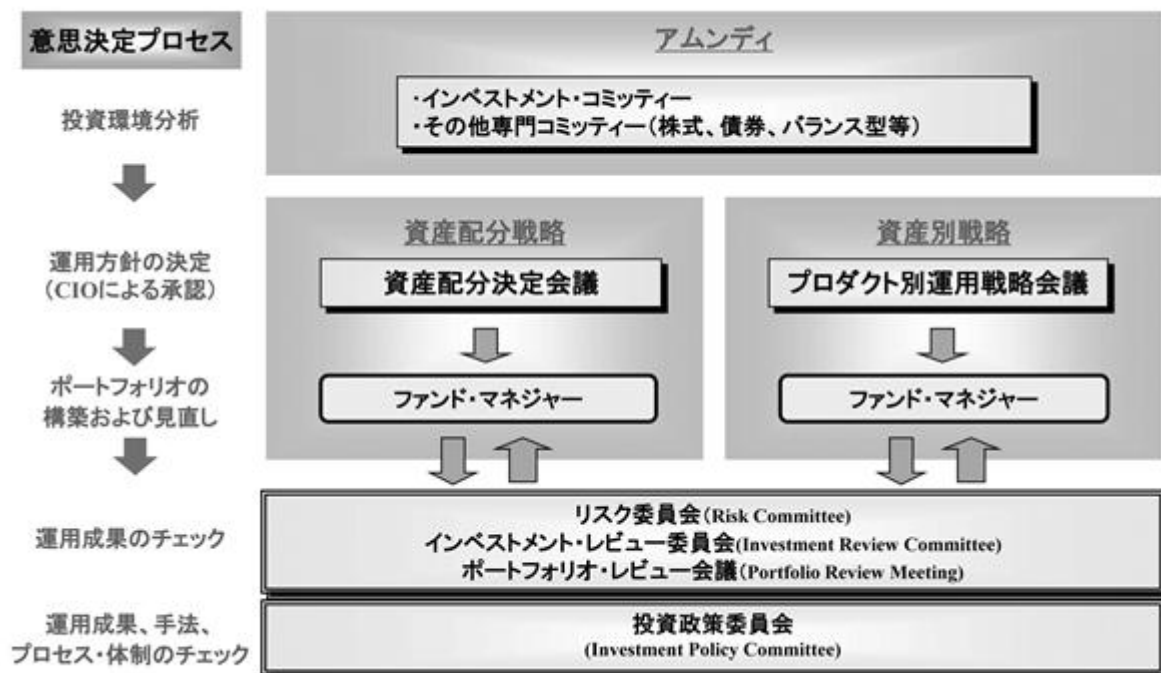 意思決定プロセス
アムンディ
投資環境分析
・インベストメント・コミッティー
・その他専門コミッティー(株式、債券、バランス型等)
運用方針の決定
(CIOによる承認)
資産配分戦略
資産配分決定会議
資産別戦略
プロダクト別運用戦略会議
ポートフォリオの
構築および見直し
ファンド・マネジャー
ファンド・マネジャー
運用成果のチェック
リスク委員会(Risk Committee)
インベストメント・レビュー委員会(Investment Review Committee)
ポートフォリオ・レビュー会議(Portfolio Review Meeting)
運用成果、手法、
プロセス・体制のチェック
投資政策委員会
(Investment Policy Committee)